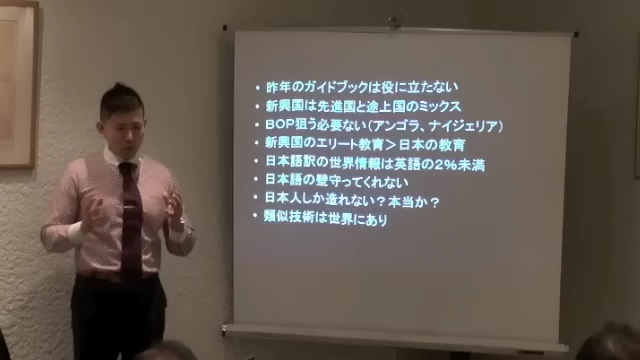 ・昨年のガイドブックは役に立たない
・新興国は先進国と途上国のミックス
・BOP狙う必要ない(アンゴラ、ナイジェリア)
・新興国のエリート教育＞日本の教育
・日本語訳の世界情報は英語の2%未満
・日本語の壁守ってくれない
・日本人しか造れない？本当か？
・類似技術は世界にあり